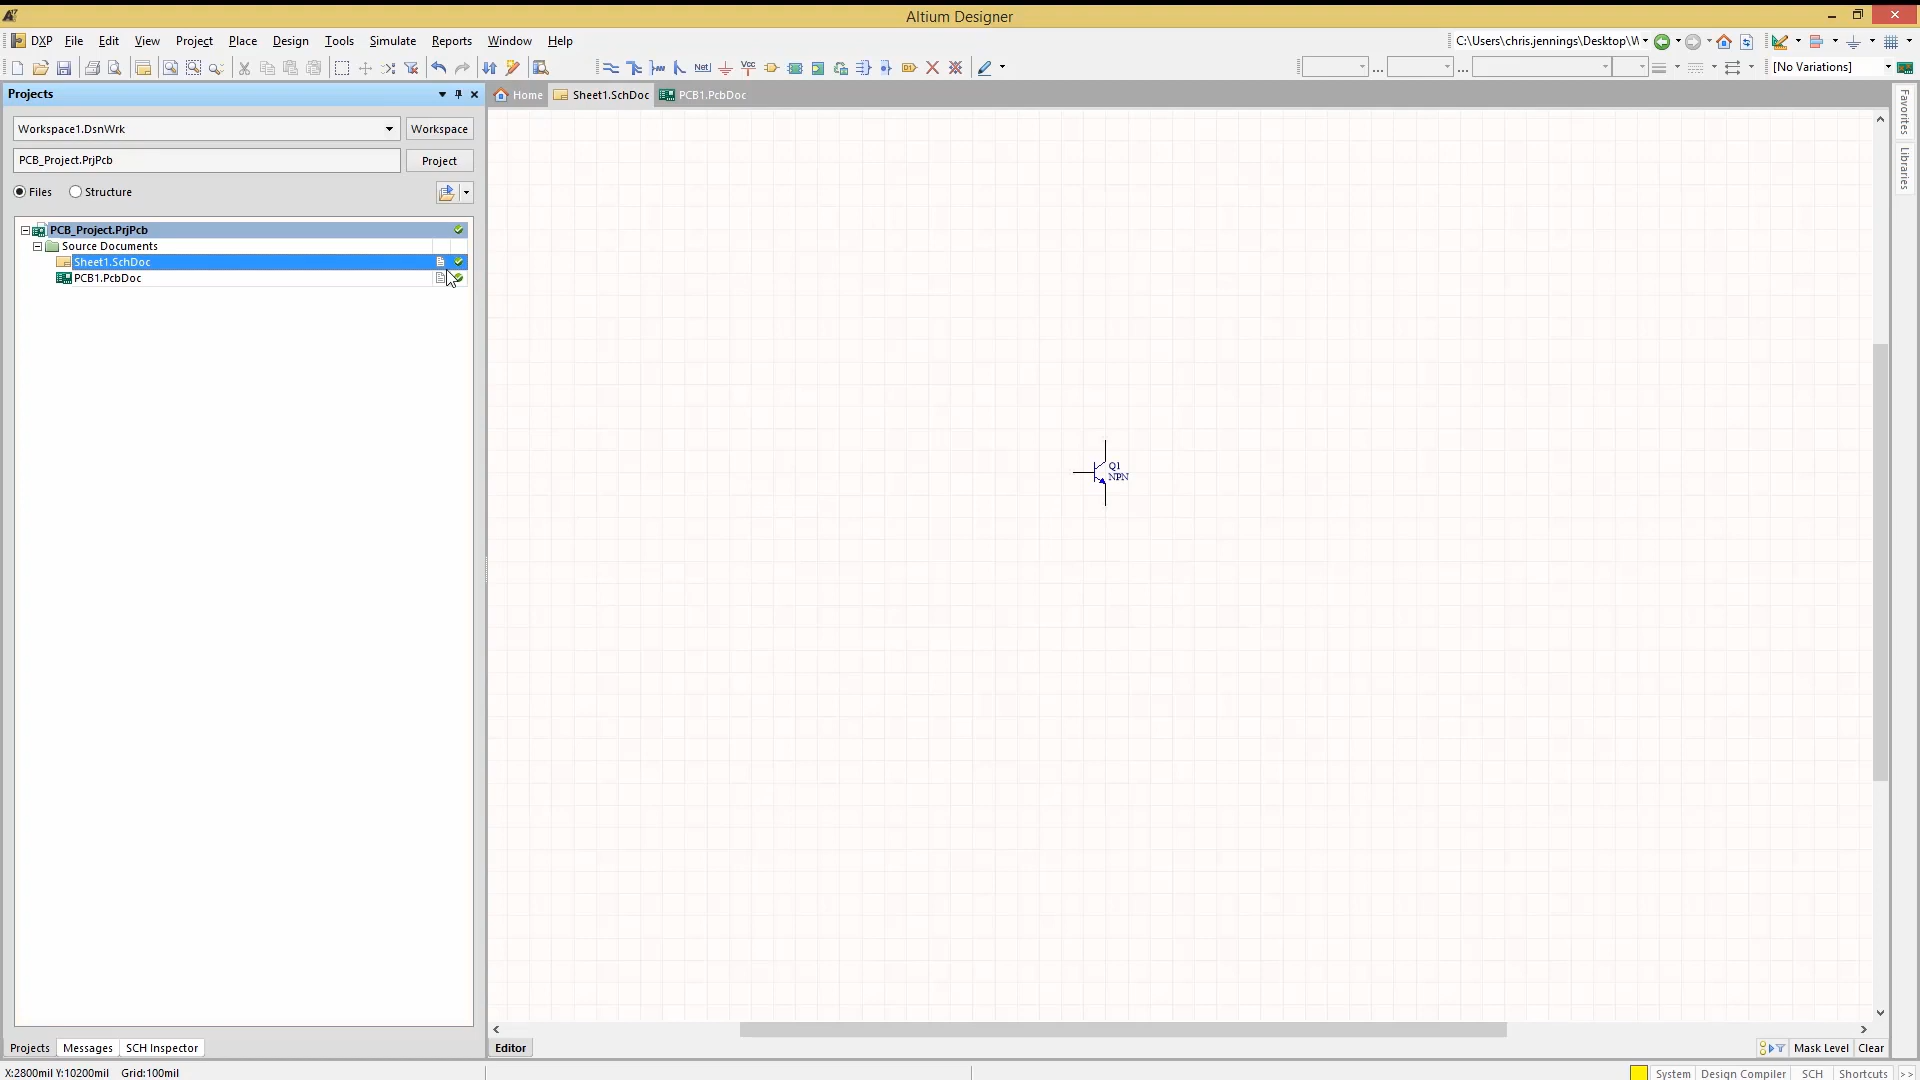 Altium Designer
DXP File Edit View Project Place Design Tools Simulate Reports Window Help
C:\Users\chris.jennings\Desktop\W
Net Vcc D1 ... ... [No Variations]
Projects
Home Sheet1.SchDoc PCB1.PcbDoc
Favorites
Libraries
Workspace1.DsnWrk Workspace
PCB_Project.PrjPcb Project
Files Structure
PCB_Project.PrjPcb
Source Documents
Sheet1.SchDoc
PCB1.PcbDoc
Q1
NPN
Projects Messages SCH Inspector
Editor
Mask Level Clear
X:2800mil Y:10200mil Grid:100mil
System Design Compiler SCH Shortcuts >>